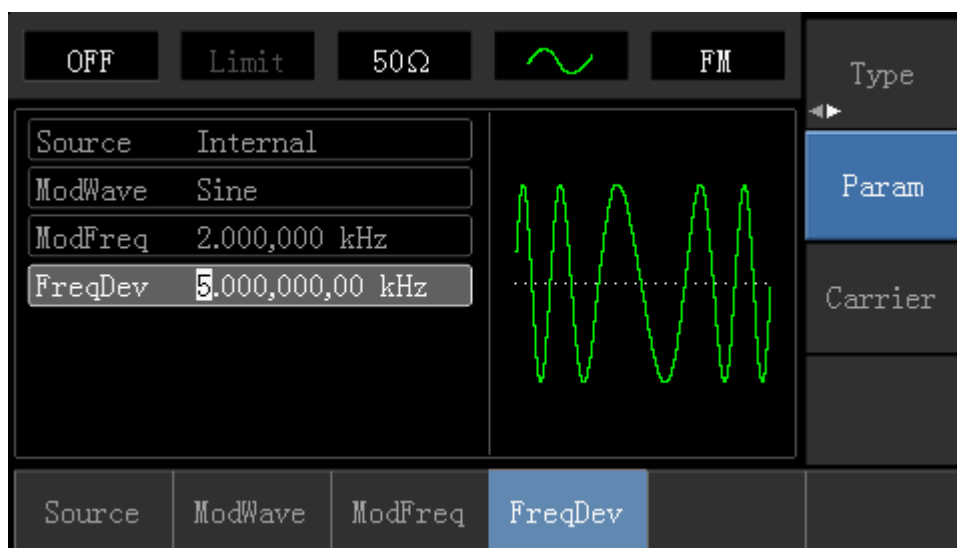 OFF Limit 50Ω FM
Type
Source Internal
ModWave Sine
Param
ModFreq 2.000,000 kHz
FreqDev 5.000,000,00 kHz
Carrier
Source ModWave ModFreq FreqDev